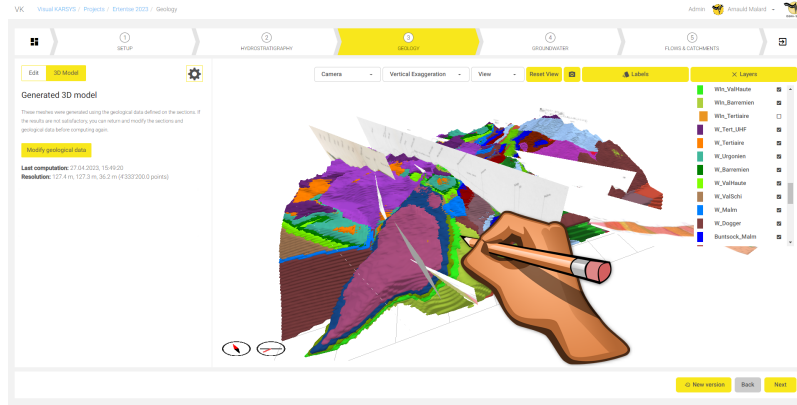 VK Visual KARSYS / Projects / Erlentoe 2023 / Geology Admin Arnauld Malard
1 2 3 4 5
SETUP HYDROSTRATIGRAPHY GEOLOGY GROUNDWATER FLOWS & CATCHMENTS
Edit 3D Model Camera Vertical Exaggeration View Reset View Labels Layers
Generated 3D model
These meshes were generated using the geological data defined on the sections. If
the results are not satisfactory, you can return and modify the sections and
geological data before computing again.
Modify geological data
Last computation: 27.04.2023, 15:49:20
Resolution: 127.4 m, 127.3 m, 36.2 m (4'333'200.0 points)
Win_ValHaute
Win_Barremien
Win_Tertiaire
W_Tert_UHF
W_Tertiaire
W_Urgonien
W_Barremien
W_ValHaute
W_ValSchi
W_Malm
W_Dogger
Buntsock_Malm
New version Back Next